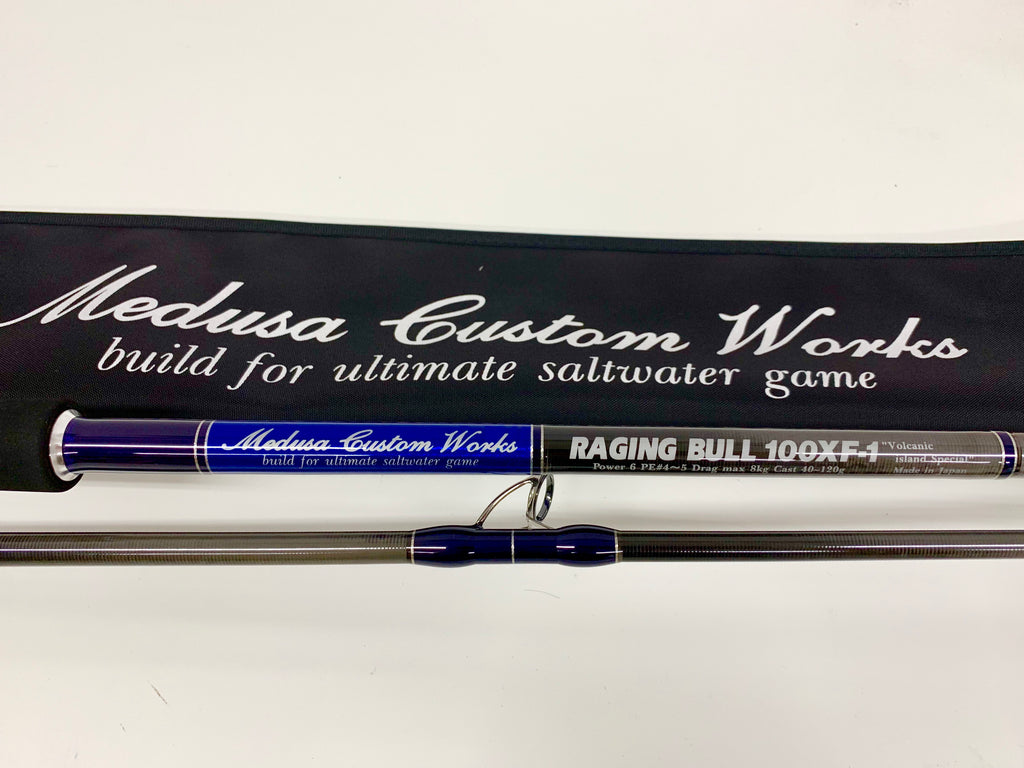 Medusa Custom Works
build for ultimate saltwater game
Medusa Custom Works
build for ultimate saltwater game
RAGING BULL 100XF-1
Power 6 PE#4～5 Drag max 8kg Cast 40-120g
"Volcanic
island Special"
Made in Japan